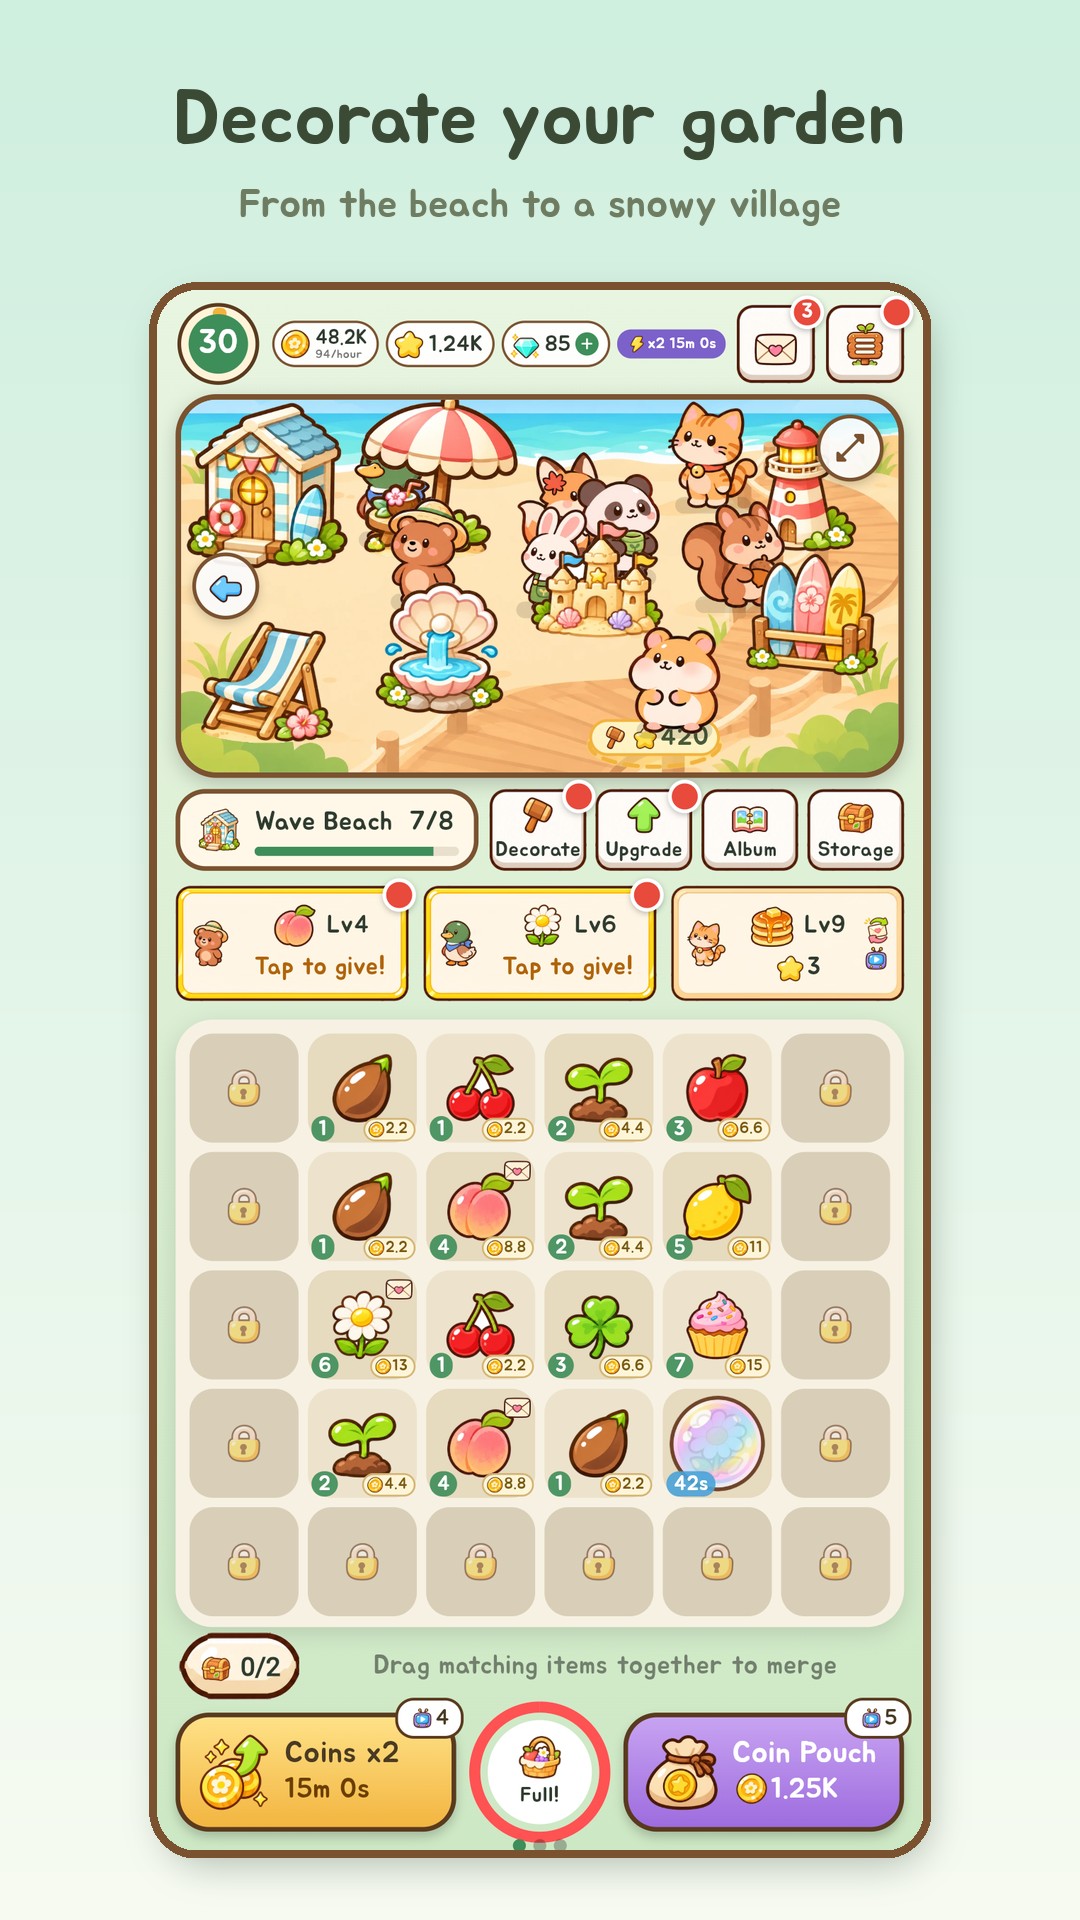 Decorate your garden
From the beach to a snowy village
30
48.2K
94/hour
1.24K
85 +
x2 15m 0s
3
420
Wave Beach 7/8
Decorate
Upgrade
Album
Storage
Lv4
Tap to give!
Lv6
Tap to give!
Lv9
3
1 2.2
1 2.2
2 4.4
3 6.6
1 2.2
4 8.8
2 4.4
5 11
6 13
1 2.2
3 6.6
7 15
2 4.4
4 8.8
1 2.2
42s
0/2
Drag matching items together to merge
4
5
Coins x2
15m 0s
Full!
Coin Pouch
1.25K